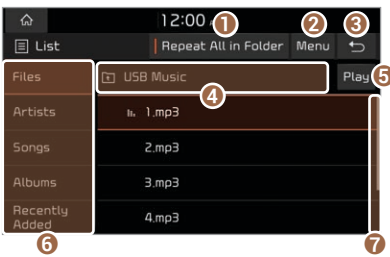 12:00
1
2
3
List
Repeat All in Folder
Menu
Files
USB Music
Play
5
4
Artists
1.mp3
Songs
2.mp3
Albums
3.mp3
Recently
Added
4.mp3
6
7